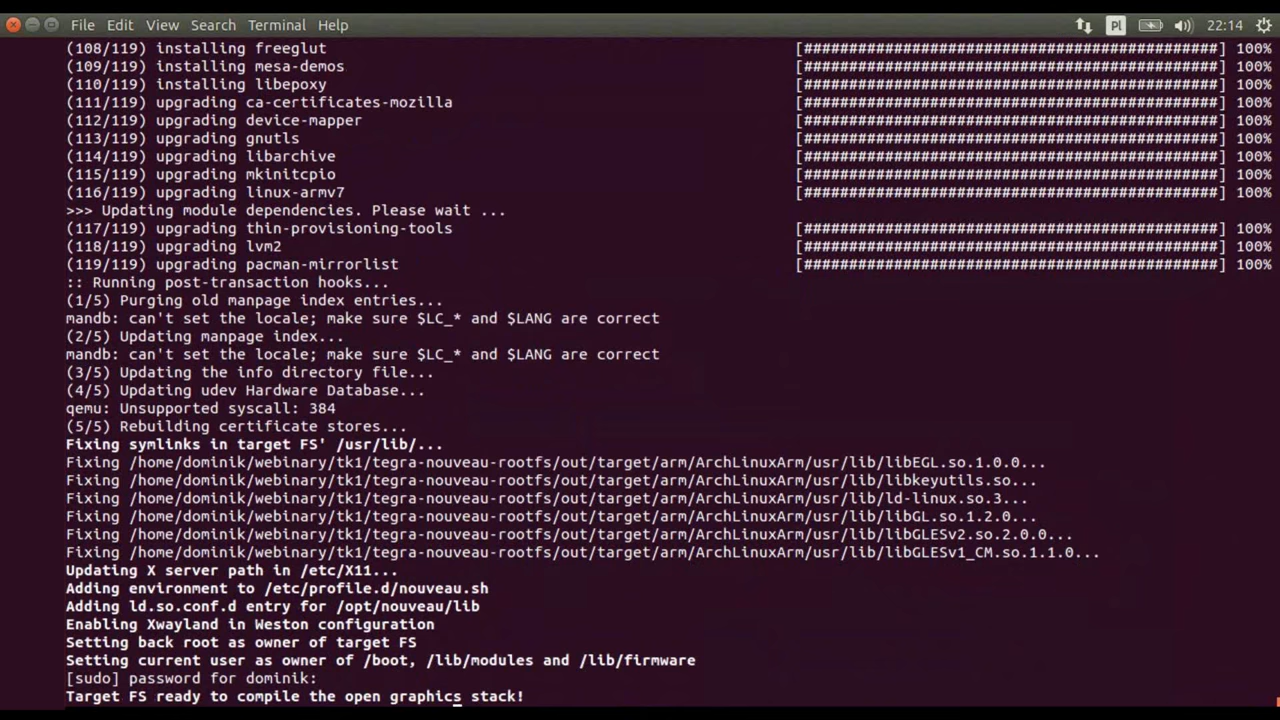 File Edit View Search Terminal Help Pl 22:14
(108/119) installing freeglut [##############################################] 100%
(109/119) installing mesa-demos [##############################################] 100%
(110/119) installing libepoxy [##############################################] 100%
(111/119) upgrading ca-certificates-mozilla [##############################################] 100%
(112/119) upgrading device-mapper [##############################################] 100%
(113/119) upgrading gnutls [##############################################] 100%
(114/119) upgrading libarchive [##############################################] 100%
(115/119) upgrading mkinitcpio [##############################################] 100%
(116/119) upgrading linux-armv7 [##############################################] 100%
>>> Updating module dependencies. Please wait ...
(117/119) upgrading thin-provisioning-tools [##############################################] 100%
(118/119) upgrading lvm2 [##############################################] 100%
(119/119) upgrading pacman-mirrorlist [##############################################] 100%
:: Running post-transaction hooks...
(1/5) Purging old manpage index entries...
mandb: can't set the locale; make sure $LC_* and $LANG are correct
(2/5) Updating manpage index...
mandb: can't set the locale; make sure $LC_* and $LANG are correct
(3/5) Updating the info directory file...
(4/5) Updating udev Hardware Database...
qemu: Unsupported syscall: 384
(5/5) Rebuilding certificate stores...
Fixing symlinks in target FS' /usr/lib/...
Fixing /home/dominik/webinary/tk1/tegra-nouveau-rootfs/out/target/arm/ArchLinuxArm/usr/lib/libEGL.so.1.0.0...
Fixing /home/dominik/webinary/tk1/tegra-nouveau-rootfs/out/target/arm/ArchLinuxArm/usr/lib/libkeyutils.so...
Fixing /home/dominik/webinary/tk1/tegra-nouveau-rootfs/out/target/arm/ArchLinuxArm/usr/lib/ld-linux.so.3...
Fixing /home/dominik/webinary/tk1/tegra-nouveau-rootfs/out/target/arm/ArchLinuxArm/usr/lib/libGL.so.1.2.0...
Fixing /home/dominik/webinary/tk1/tegra-nouveau-rootfs/out/target/arm/ArchLinuxArm/usr/lib/libGLESv2.so.2.0.0...
Fixing /home/dominik/webinary/tk1/tegra-nouveau-rootfs/out/target/arm/ArchLinuxArm/usr/lib/libGLESv1_CM.so.1.1.0...
Updating X server path in /etc/X11...
Adding environment to /etc/profile.d/nouveau.sh
Adding ld.so.conf.d entry for /opt/nouveau/lib
Enabling Xwayland in Weston configuration
Setting back root as owner of target FS
Setting current user as owner of /boot, /lib/modules and /lib/firmware
[sudo] password for dominik:
Target FS ready to compile the open graphics stack!